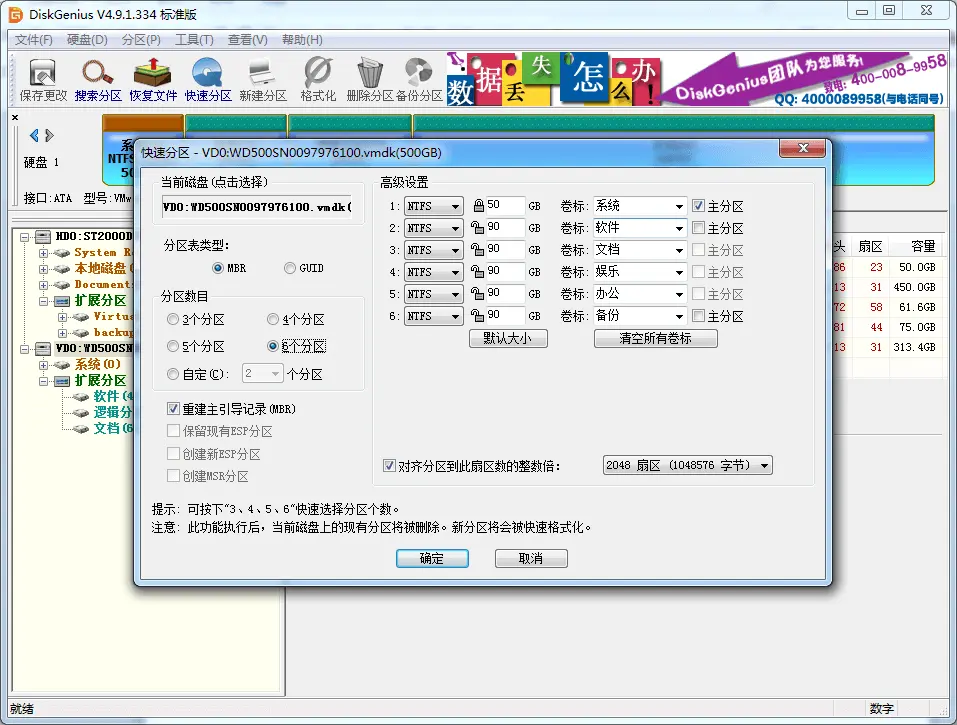 DiskGenius V4.9.1.334 标准版
文件(F) 硬盘(D) 分区(P) 工具(T) 查看(V) 帮助(H)
保存更改 搜索分区 恢复文件 快速分区 新建分区 格式化 删除分区 备份分区
数据丢失怎么办!
DiskGenius团队为您服务!
致电: 400-008-9958
QQ: 4000089958(与电话同号)
硬盘 1
系
NTFS
50
接口:ATA 型号:VMw
HD0:ST2000D
System R
本地磁盘(
Documents
扩展分区
Virtu
backup
VD0:WD500SN
系统(0)
扩展分区
软件(4
逻辑分
文档(6
头 扇区 容量
86 23 50.0GB
13 31 450.0GB
72 58 61.6GB
81 44 75.0GB
13 31 313.4GB
快速分区 - VD0:WD500SN0097976100.vmdk(500GB)
当前磁盘(点击选择)
VD0:WD500SN0097976100.vmdk(
分区表类型:
MBR GUID
分区数目
3个分区 4个分区
5个分区 6个分区
自定(C): 2 个分区
重建主引导记录(MBR)
保留现有ESP分区
创建新ESP分区
创建MSR分区
高级设置
1: NTFS 50 GB 卷标: 系统 主分区
2: NTFS 90 GB 卷标: 软件 主分区
3: NTFS 90 GB 卷标: 文档 主分区
4: NTFS 90 GB 卷标: 娱乐 主分区
5: NTFS 90 GB 卷标: 办公 主分区
6: NTFS 90 GB 卷标: 备份 主分区
默认大小 清空所有卷标
对齐分区到此扇区数的整数倍: 2048 扇区 (1048576 字节)
提示: 可按下“3、4、5、6”快速选择分区个数。
注意: 此功能执行后,当前磁盘上的现有分区将被删除。新分区将会被快速格式化。
确定 取消
就绪 数字